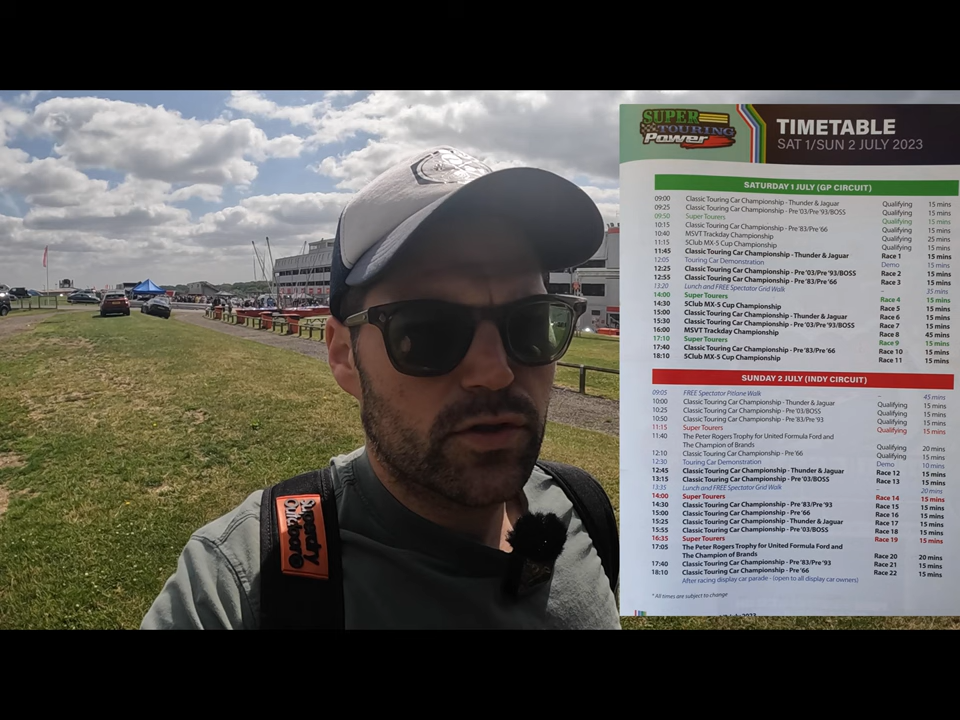 Superdry
Outdoor®
SUPER
TOURING
Power
TIMETABLE
SAT 1/SUN 2 JULY 2023
SATURDAY 1 JULY (GP CIRCUIT)
09:00 Classic Touring Car Championship - Thunder & Jaguar Qualifying 15 mins
09:25 Classic Touring Car Championship - Pre'03/Pre'93/BOSS Qualifying 15 mins
09:50 Super Tourers Qualifying 15 mins
10:15 Classic Touring Car Championship - Pre'83/Pre'66 Qualifying 15 mins
10:40 MSVT Trackday Championship Qualifying 25 mins
11:15 5Club MX-5 Cup Championship Qualifying 15 mins
11:45 Classic Touring Car Championship - Thunder & Jaguar Race 1 15 mins
12:05 Touring Car Demonstration Demo 15 mins
12:25 Classic Touring Car Championship - Pre'03/Pre'93/BOSS Race 2 15 mins
12:55 Classic Touring Car Championship - Pre'83/Pre'66 Race 3 15 mins
13:20 Lunch and FREE Spectator Grid Walk - 35 mins
14:00 Super Tourers Race 4 15 mins
14:30 5Club MX-5 Cup Championship Race 5 15 mins
15:00 Classic Touring Car Championship - Thunder & Jaguar Race 6 15 mins
15:30 Classic Touring Car Championship - Pre'03/Pre'93/BOSS Race 7 15 mins
16:00 MSVT Trackday Championship Race 8 45 mins
17:10 Super Tourers Race 9 15 mins
17:40 Classic Touring Car Championship - Pre'83/Pre'66 Race 10 15 mins
18:10 5Club MX-5 Cup Championship Race 11 15 mins
SUNDAY 2 JULY (INDY CIRCUIT)
09:05 FREE Spectator Pitlane Walk - 45 mins
10:00 Classic Touring Car Championship - Thunder & Jaguar Qualifying 15 mins
10:25 Classic Touring Car Championship - Pre'03/BOSS Qualifying 15 mins
10:50 Classic Touring Car Championship - Pre'83/Pre'93 Qualifying 15 mins
11:15 Super Tourers Qualifying 15 mins
11:40 The Peter Rogers Trophy for United Formula Ford and
The Champion of Brands Qualifying 20 mins
12:10 Classic Touring Car Championship - Pre'66 Qualifying 15 mins
12:30 Touring Car Demonstration Demo 10 mins
12:45 Classic Touring Car Championship - Thunder & Jaguar Race 12 15 mins
13:15 Classic Touring Car Championship - Pre'03/BOSS Race 13 15 mins
13:35 Lunch and FREE Spectator Grid Walk - 20 mins
14:00 Super Tourers Race 14 15 mins
14:30 Classic Touring Car Championship - Pre'83/Pre'93 Race 15 15 mins
15:00 Classic Touring Car Championship - Pre'66 Race 16 15 mins
15:25 Classic Touring Car Championship - Thunder & Jaguar Race 17 15 mins
15:55 Classic Touring Car Championship - Pre'03/BOSS Race 18 15 mins
16:35 Super Tourers Race 19 15 mins
17:05 The Peter Rogers Trophy for United Formula Ford and
The Champion of Brands Race 20 20 mins
17:40 Classic Touring Car Championship - Pre'83/Pre'93 Race 21 15 mins
18:10 Classic Touring Car Championship - Pre'66 Race 22 15 mins
After racing display car parade - (open to all display car owners)
* All times are subject to change